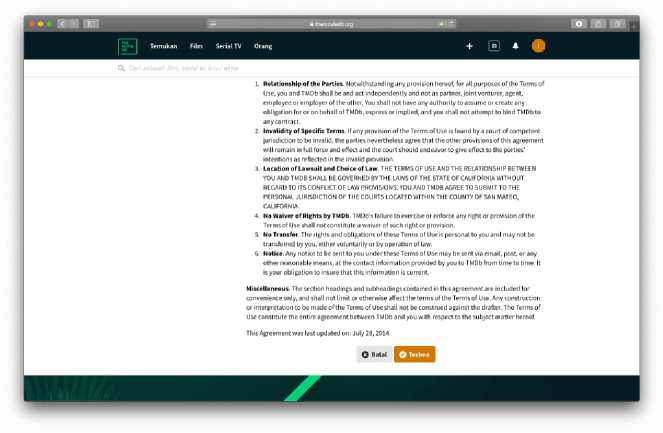 themoviedb.org
THE
MOVIE
DB
Temukan Film Serial TV Orang
ID
1. Relationship of the Parties. Notwithstanding any provision hereof, for all purposes of the Terms of
Use, you and TMDb shall be and act independently and not as partner, joint venturer, agent,
employee or employer of the other. You shall not have any authority to assume or create any
obligation for or on behalf of TMDb, express or implied, and you shall not attempt to bind TMDb to
any contract.
2. Invalidity of Specific Terms. If any provision of the Terms of Use is found by a court of competent
jurisdiction to be invalid, the parties nevertheless agree that the other provisions of this agreement
will remain in full force and effect and the court should endeavor to give effect to the parties'
intentions as reflected in the invalid provision.
3. Location of Lawsuit and Choice of Law. THE TERMS OF USE AND THE RELATIONSHIP BETWEEN
YOU AND TMDB SHALL BE GOVERNED BY THE LAWS OF THE STATE OF CALIFORNIA WITHOUT
REGARD TO ITS CONFLICT OF LAW PROVISIONS. YOU AND TMDB AGREE TO SUBMIT TO THE
PERSONAL JURISDICTION OF THE COURTS LOCATED WITHIN THE COUNTY OF SAN MATEO,
CALIFORNIA.
4. No Waiver of Rights by TMDb. TMDb's failure to exercise or enforce any right or provision of the
Terms of Use shall not constitute a waiver of such right or provision.
5. No Transfer. The rights and obligations of these Terms of Use is personal to you and may not be
transferred by you, either voluntarily or by operation of law.
6. Notice. Any notice to be sent to you under these Terms of Use may be sent via email, post, or any
other reasonable means, at the contact information provided by you to TMDb from time to time. It
is your obligation to insure that this information is current.
Miscellaneous. The section headings and subheadings contained in this agreement are included for
convenience only, and shall not limit or otherwise affect the terms of the Terms of Use. Any construction
or interpretation to be made of the Terms of Use shall not be construed against the drafter. The Terms of
Use constitute the entire agreement between TMDb and you with respect to the subject matter hereof.
This Agreement was last updated on: July 28, 2014.
Batal Terima